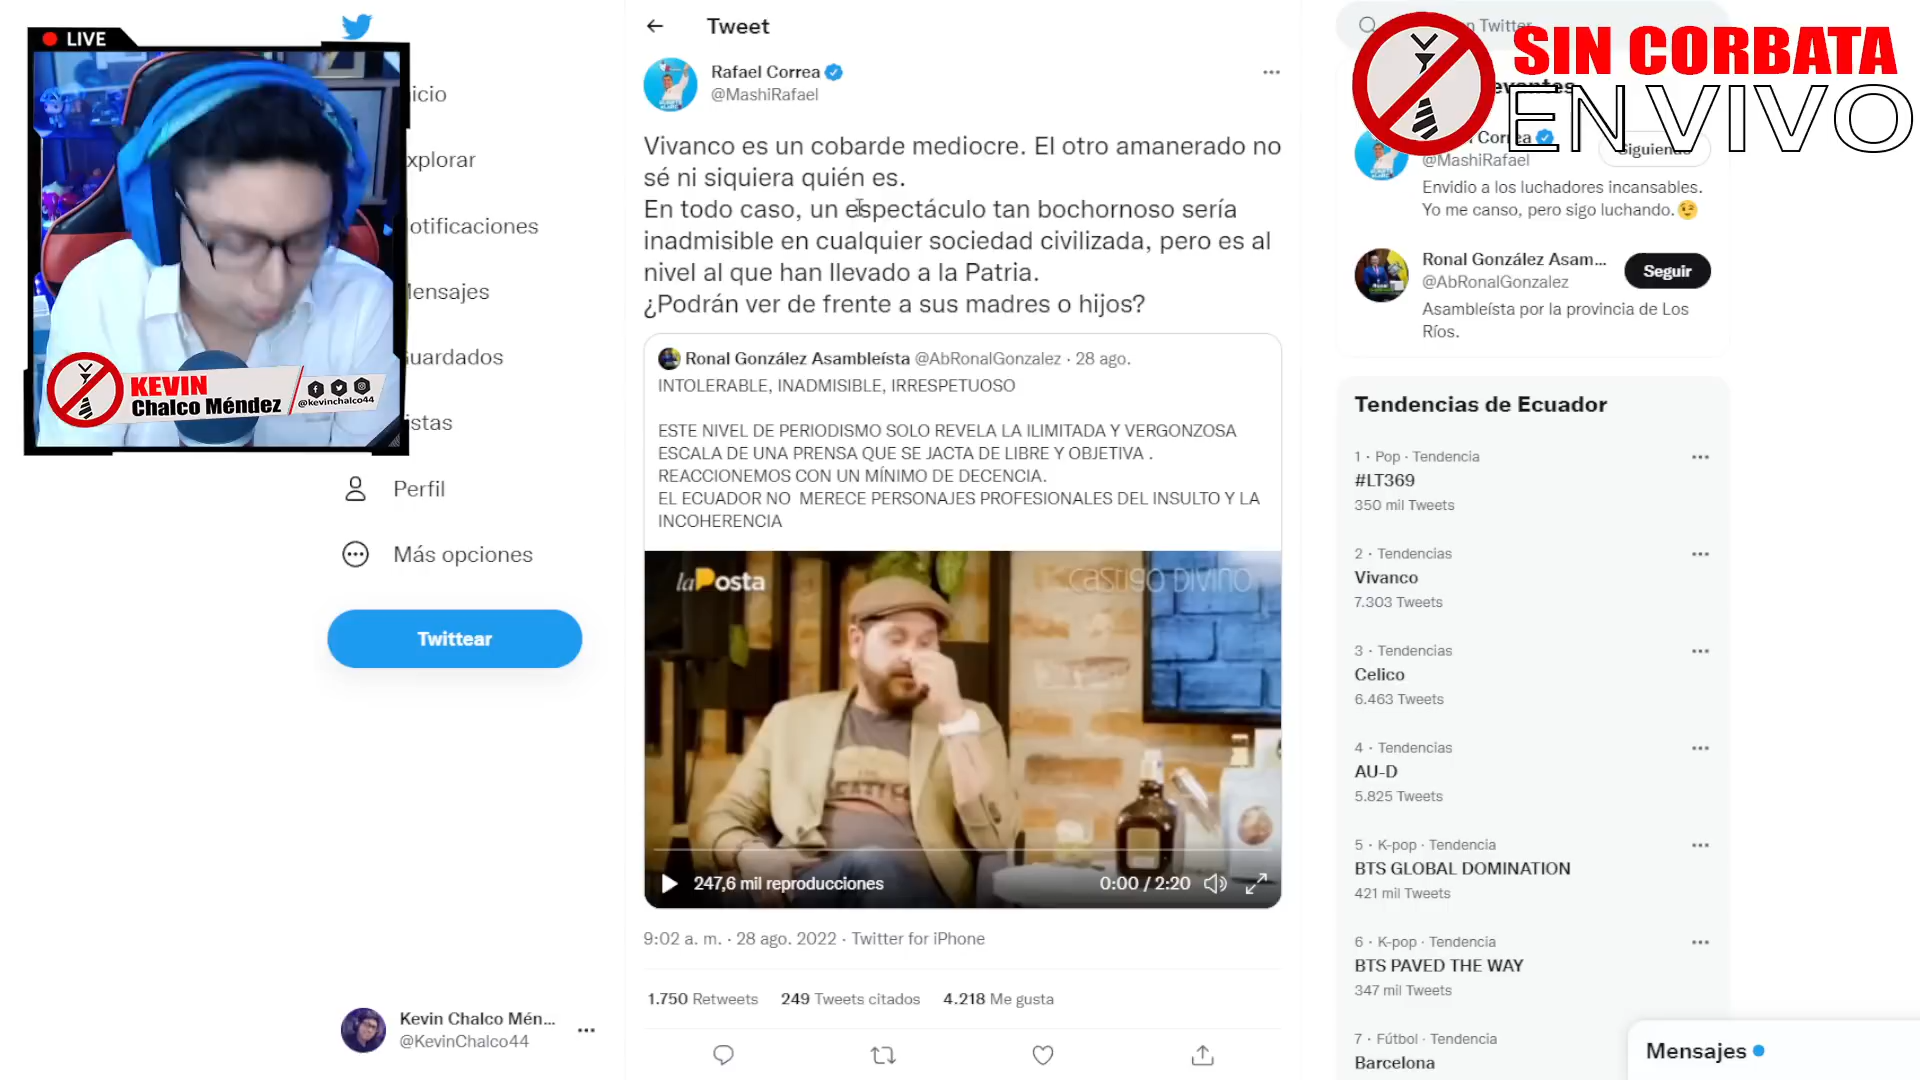 LIVE
KEVIN
Chalco Méndez
@kevinchalco44
icio
xplorar
otificaciones
ensajes
uardados
istas
Perfil
Más opciones
Twittear
Kevin Chalco Mén...
@KevinChalco44
Tweet
Rafael Correa
@MashiRafael
Vivanco es un cobarde mediocre. El otro amanerado no
sé ni siquiera quién es.
En todo caso, un espectáculo tan bochornoso sería
inadmisible en cualquier sociedad civilizada, pero es al
nivel al que han llevado a la Patria.
¿Podrán ver de frente a sus madres o hijos?
Ronal González Asambleísta @AbRonalGonzalez · 28 ago.
INTOLERABLE, INADMISIBLE, IRRESPETUOSO
ESTE NIVEL DE PERIODISMO SOLO REVELA LA ILIMITADA Y VERGONZOSA
ESCALA DE UNA PRENSA QUE SE JACTA DE LIBRE Y OBJETIVA .
REACCIONEMOS CON UN MÍNIMO DE DECENCIA.
EL ECUADOR NO MERECE PERSONAJES PROFESIONALES DEL INSULTO Y LA
INCOHERENCIA
la Posta
CASTIGO DIVINO
247,6 mil reproducciones
0:00 / 2:20
9:02 a. m. · 28 ago. 2022 · Twitter for iPhone
1.750 Retweets 249 Tweets citados 4.218 Me gusta
n Twitter
SIN CORBATA
EN VIVO
evantes
Correa
@MashiRafael
Siguiendo
Envidio a los luchadores incansables.
Yo me canso, pero sigo luchando.😉
Ronal González Asam...
@AbRonalGonzalez
Seguir
Asambleísta por la provincia de Los
Ríos.
Tendencias de Ecuador
1 · Pop · Tendencia
#LT369
350 mil Tweets
2 · Tendencias
Vivanco
7.303 Tweets
3 · Tendencias
Celico
6.463 Tweets
4 · Tendencias
AU-D
5.825 Tweets
5 · K-pop · Tendencia
BTS GLOBAL DOMINATION
421 mil Tweets
6 · K-pop · Tendencia
BTS PAVED THE WAY
347 mil Tweets
7 · Fútbol · Tendencia
Barcelona
Mensajes